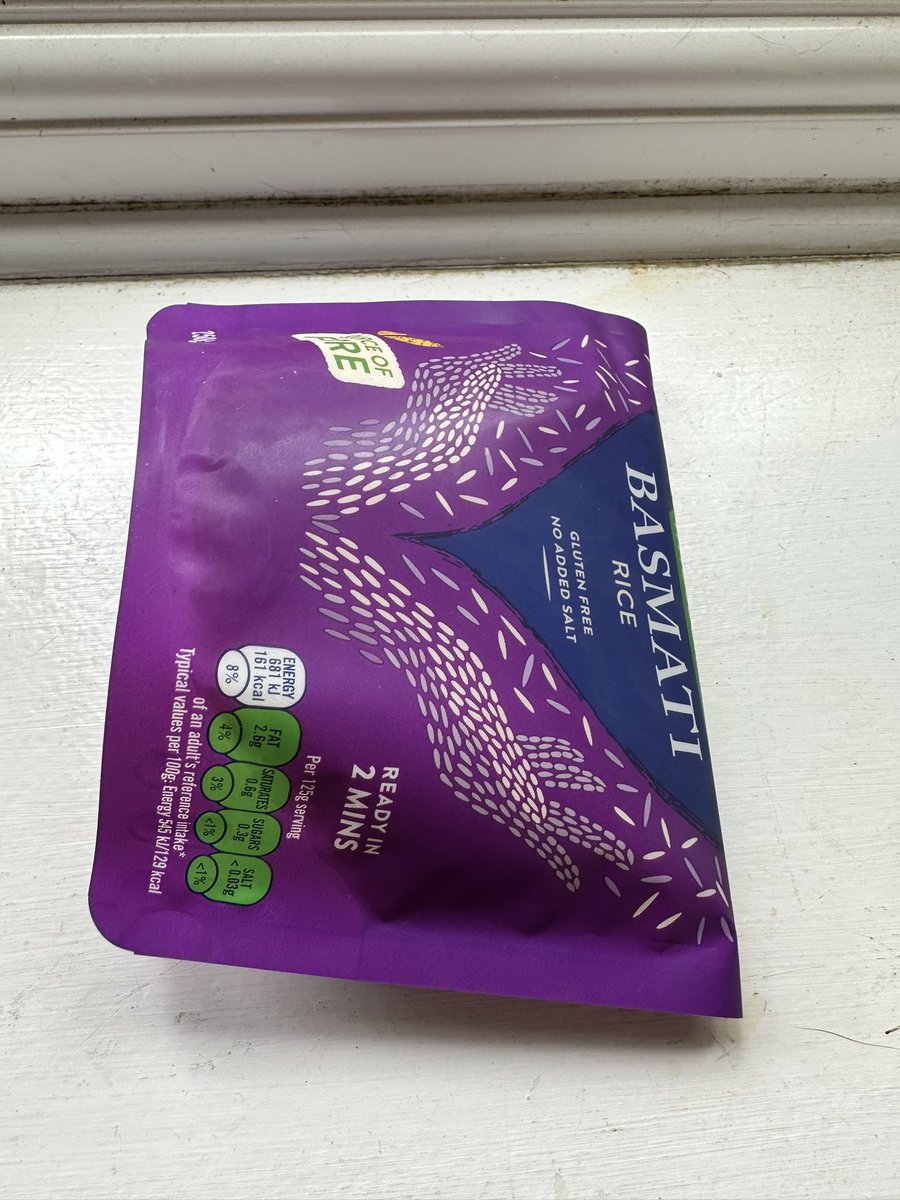 BASMATI
RICE
GLUTEN FREE
NO ADDED SALT
OF
READY IN
2 MINS
Per 125g serving
ENERGY
681 kJ
161 kcal
8%
FAT
2.6g
4%
SATURATES
0.6g
3%
SUGARS
0.3g
<1%
SALT
< 0.03g
<1%
of an adult's reference intake*
Typical values per 100g: Energy 545 kJ/129 kcal